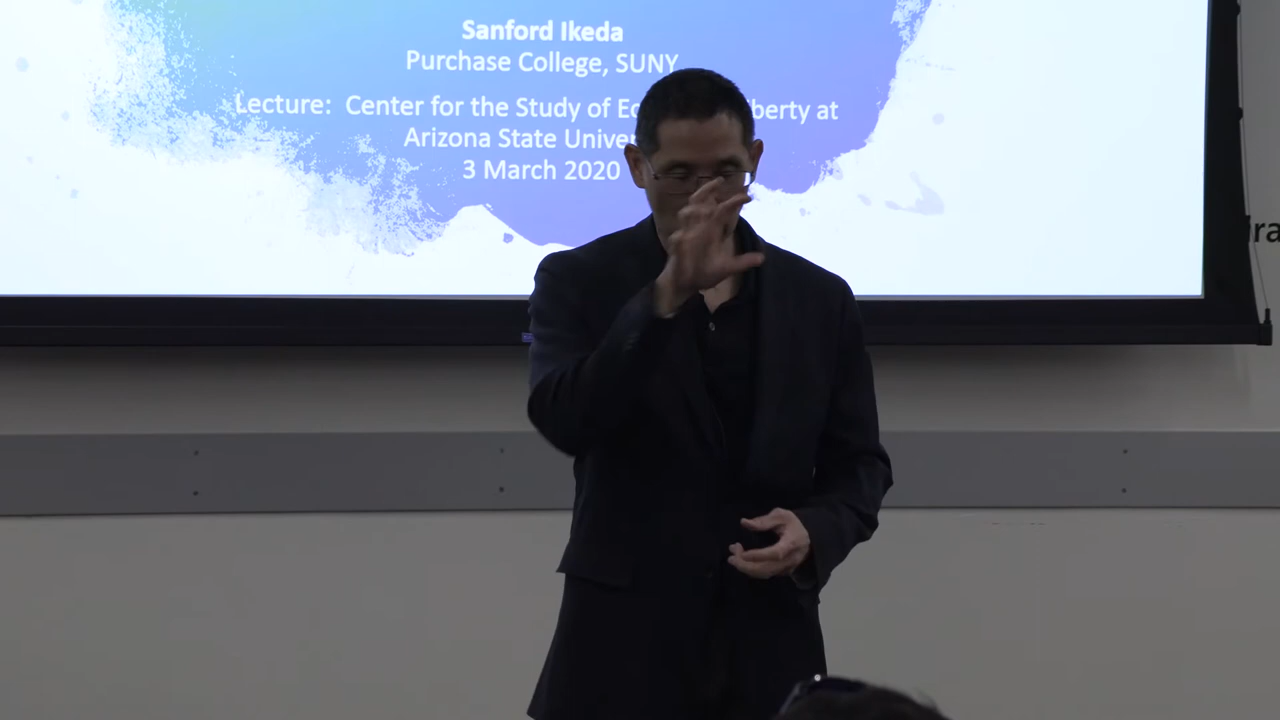 Sanford Ikeda
Purchase College, SUNY
Lecture: Center for the Study of at
Arizona State
3 March 2020